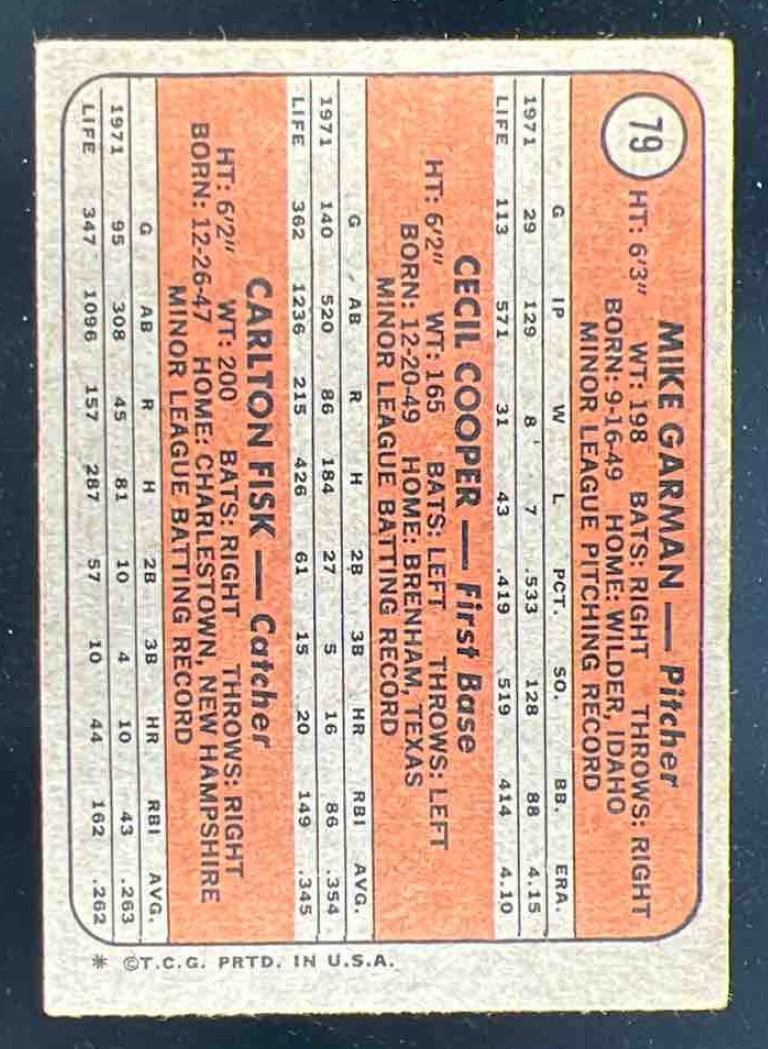 79
MIKE GARMAN — Pitcher
HT: 6'3" WT: 198 BATS: RIGHT THROWS: RIGHT
BORN: 9-16-49 HOME: WILDER, IDAHO
MINOR LEAGUE PITCHING RECORD
G IP W L PCT. SO. BB. ERA.
1971 29 129 8 7 .533 128 88 4.15
LIFE 113 571 31 43 .419 519 414 4.10
CECIL COOPER — First Base
HT: 6'2" WT: 165 BATS: LEFT THROWS: LEFT
BORN: 12-20-49 HOME: BRENHAM, TEXAS
MINOR LEAGUE BATTING RECORD
G AB R H 2B 3B HR RBI AVG.
1971 140 520 86 184 27 5 16 86 .354
LIFE 362 1236 215 426 61 15 20 149 .345
CARLTON FISK — Catcher
HT: 6'2" WT: 200 BATS: RIGHT THROWS: RIGHT
BORN: 12-26-47 HOME: CHARLESTOWN, NEW HAMPSHIRE
MINOR LEAGUE BATTING RECORD
G AB R H 2B 3B HR RBI AVG.
1971 95 308 45 81 10 4 10 43 .263
LIFE 347 1096 157 287 57 10 44 162 .262
* ©T.C.G. PRTD. IN U.S.A.